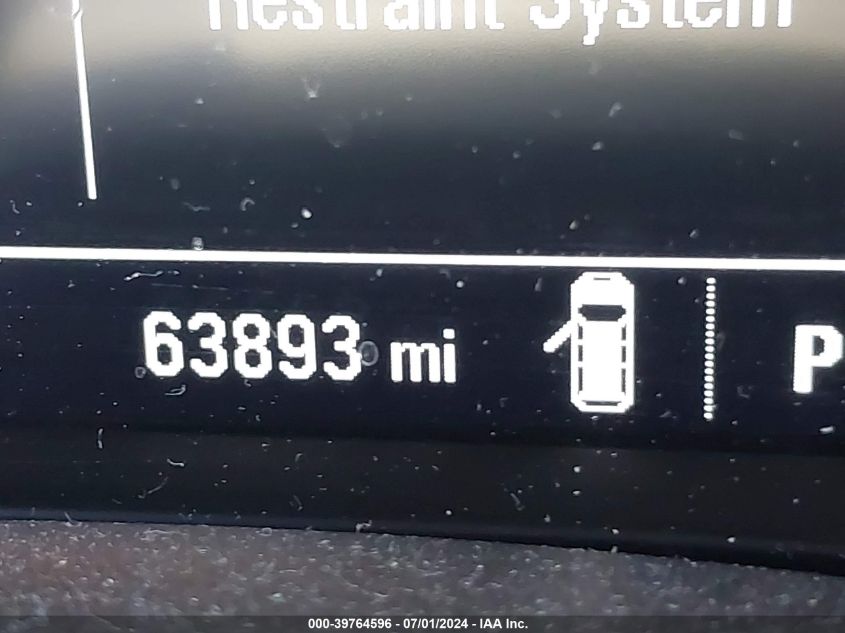 Restraint System
63893 mi
P
000-39764596 - 07/01/2024 - IAA Inc.